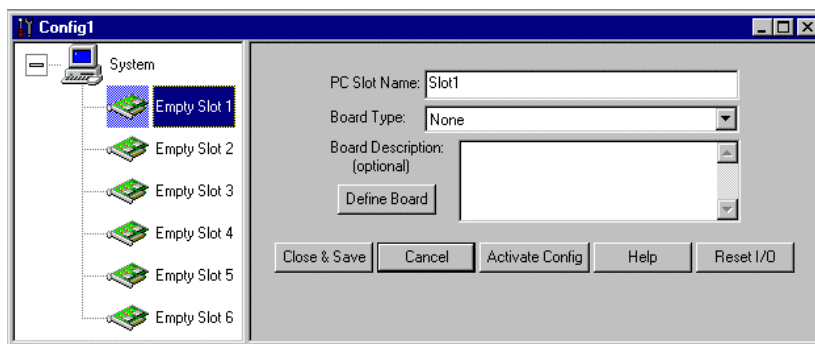 Config1
System
Empty Slot 1
Empty Slot 2
Empty Slot 3
Empty Slot 4
Empty Slot 5
Empty Slot 6
PC Slot Name: Slot1
Board Type: None
Board Description:
(optional)
Define Board
Close & Save Cancel Activate Config Help Reset I/O